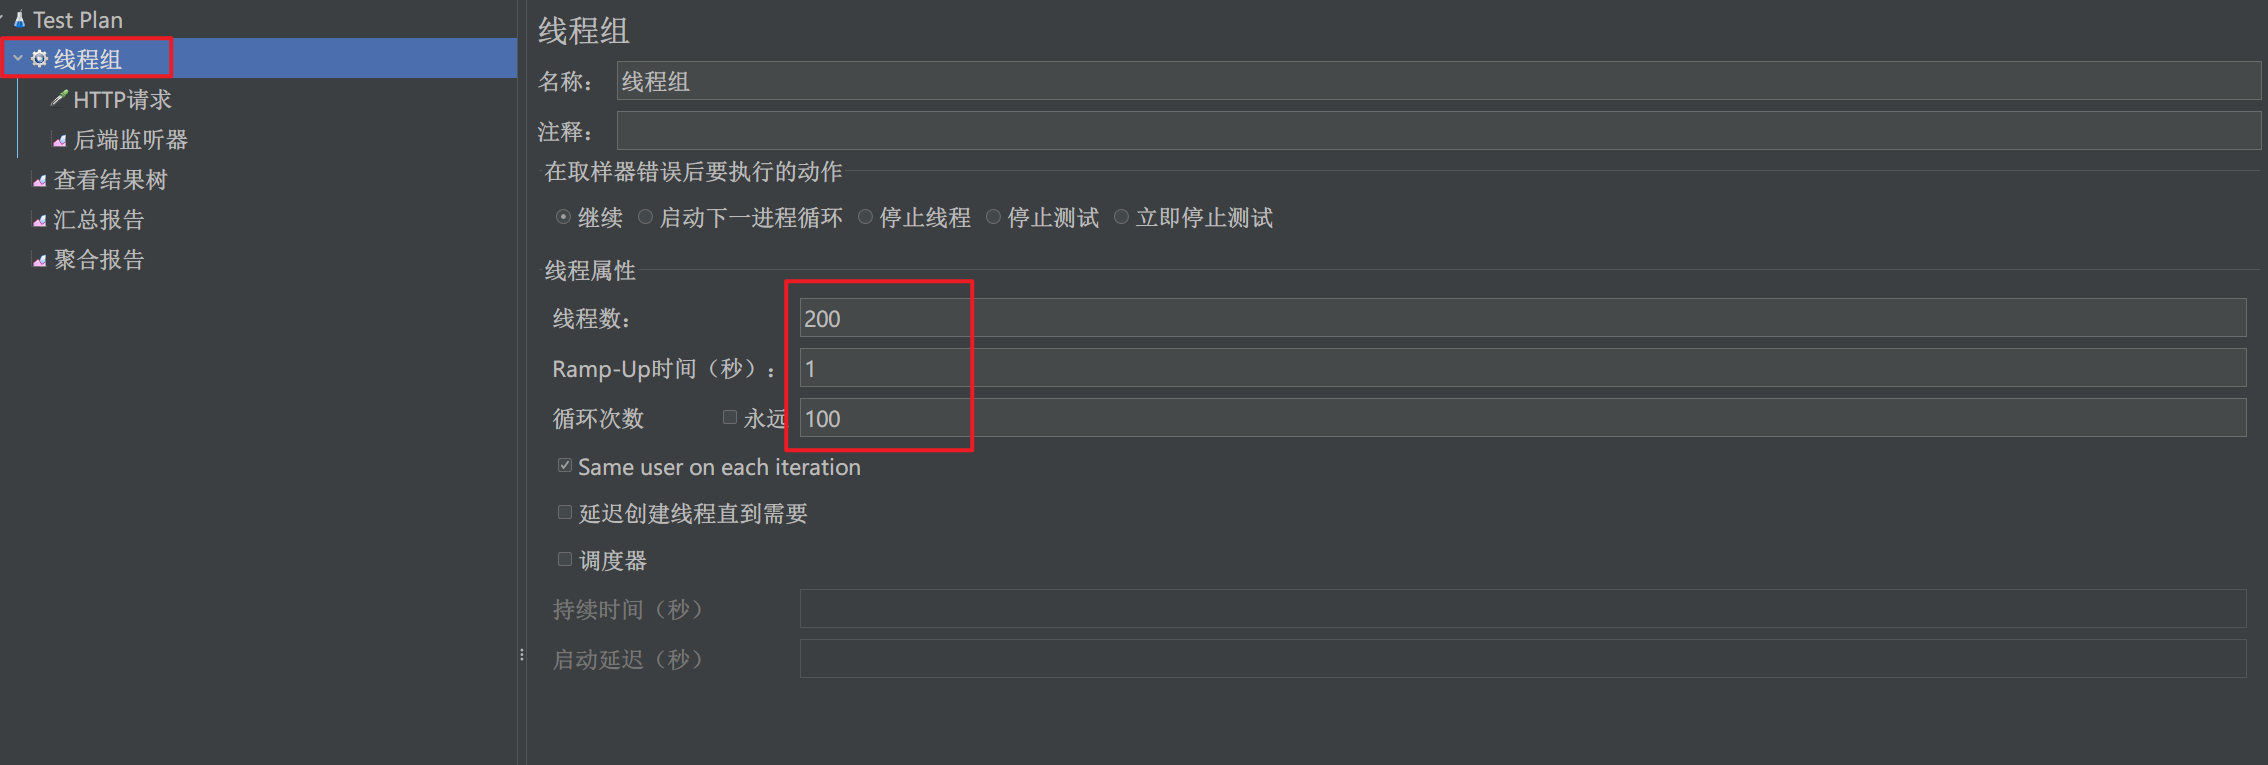 Test Plan
线程组
HTTP请求
后端监听器
查看结果树
汇总报告
聚合报告
线程组
名称： 线程组
注释：
在取样器错误后要执行的动作
继续 启动下一进程循环 停止线程 停止测试 立即停止测试
线程属性
线程数： 200
Ramp-Up时间（秒）： 1
循环次数 永远 100
Same user on each iteration
延迟创建线程直到需要
调度器
持续时间（秒）
启动延迟（秒）